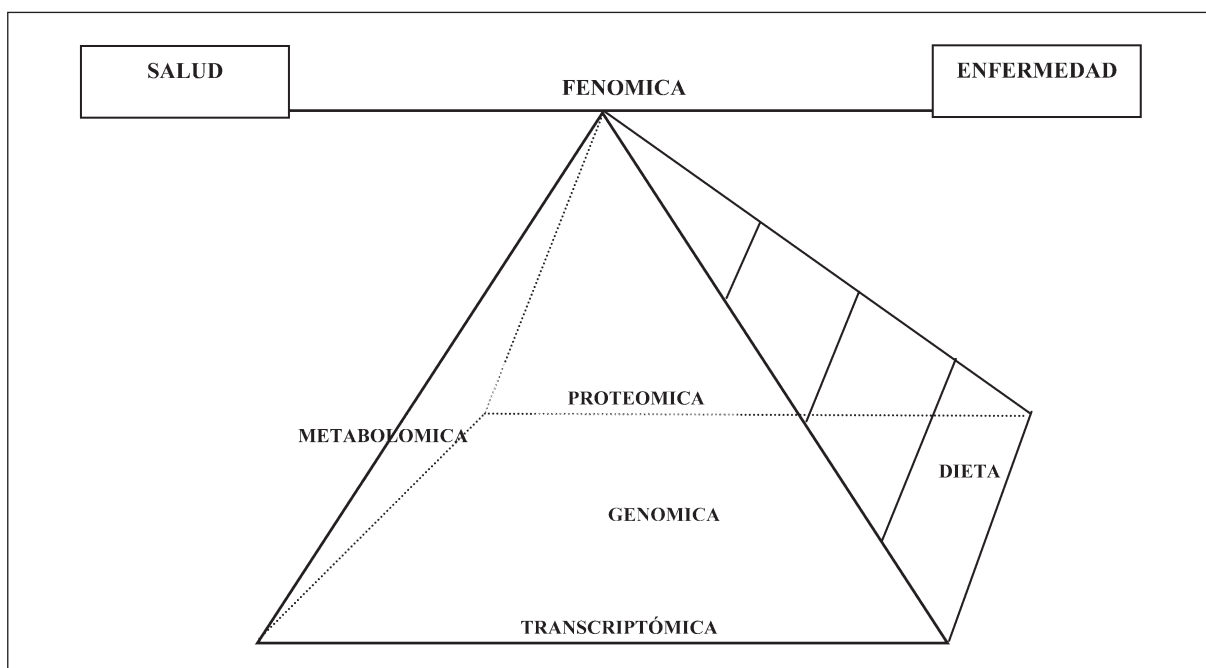 SALUD
ENFERMEDAD
FENOMICA
PROTEOMICA
METABOLOMICA
DIETA
GENOMICA
TRANSCRIPTÓMICA